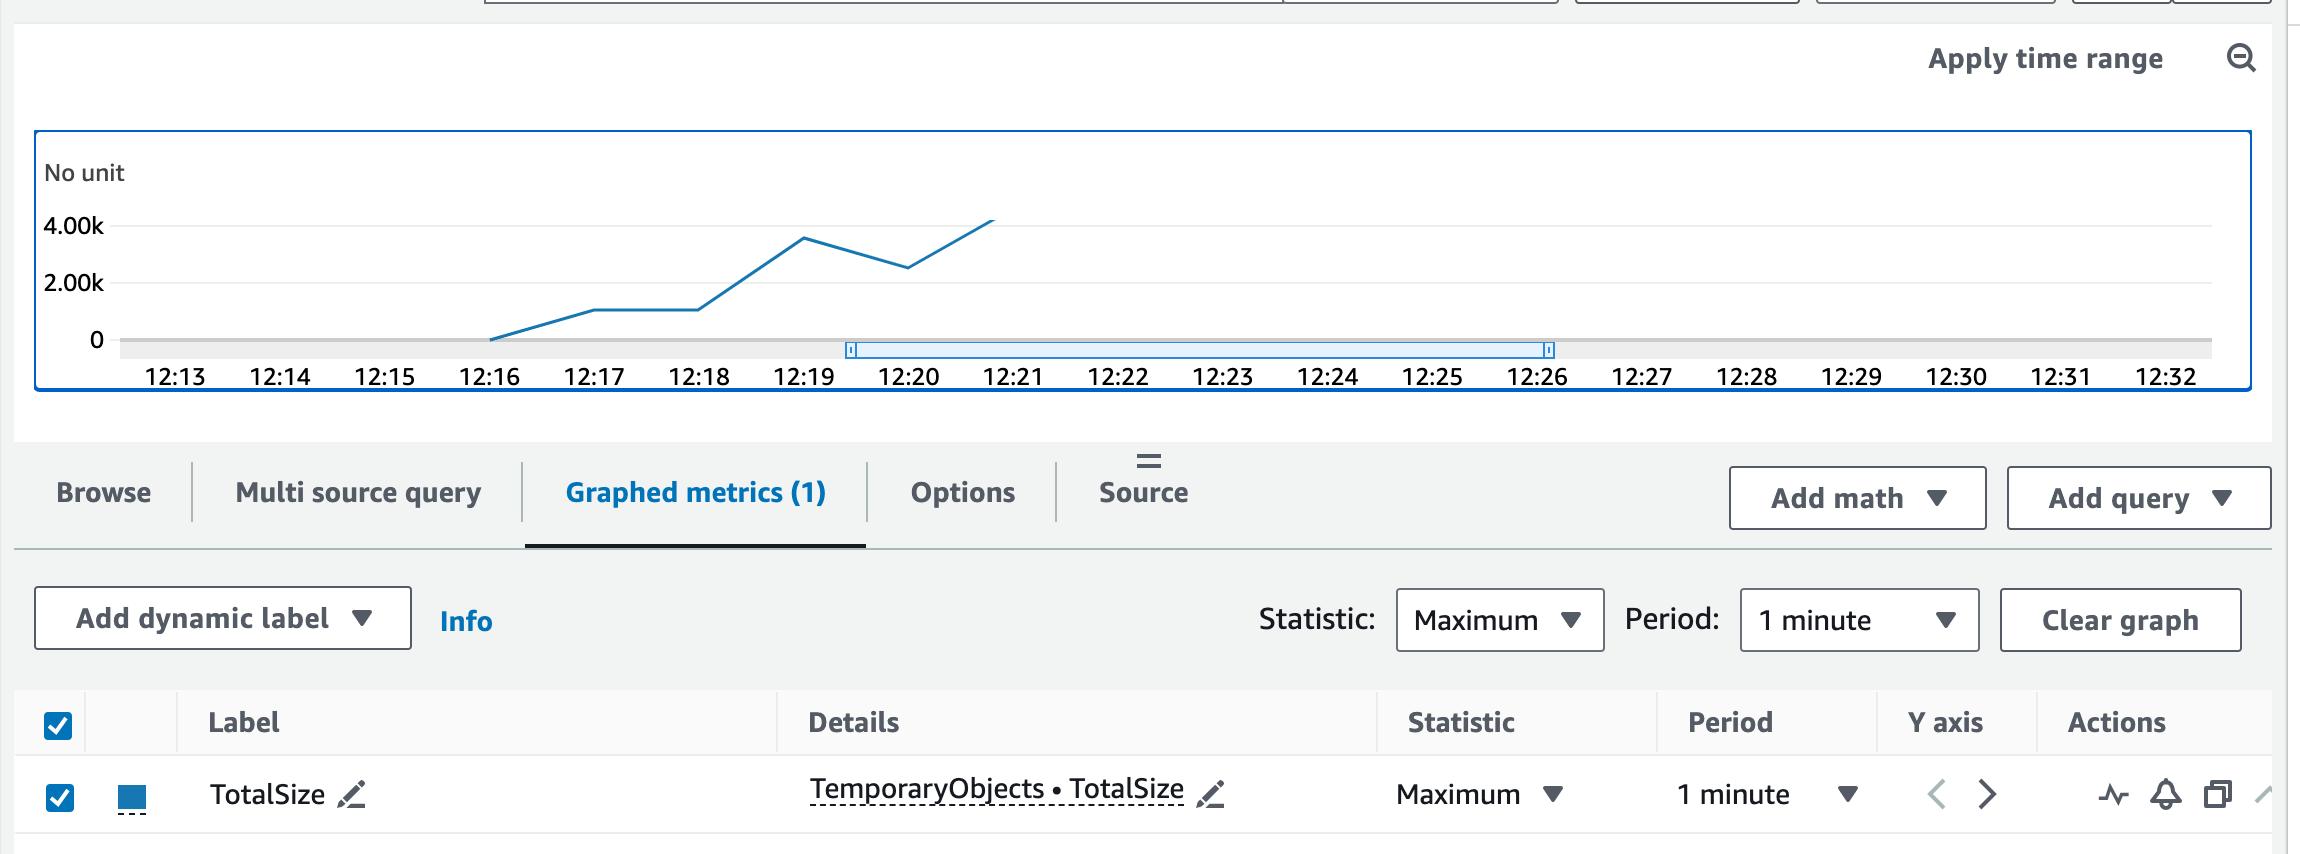 Apply time range
No unit
4.00k
2.00k
0
12:13 12:14 12:15 12:16 12:17 12:18 12:19 12:20 12:21 12:22 12:23 12:24 12:25 12:26 12:27 12:28 12:29 12:30 12:31 12:32
Browse Multi source query Graphed metrics (1) Options Source Add math Add query
Add dynamic label Info Statistic: Maximum Period: 1 minute Clear graph
Label Details Statistic Period Y axis Actions
TotalSize TemporaryObjects • TotalSize Maximum 1 minute